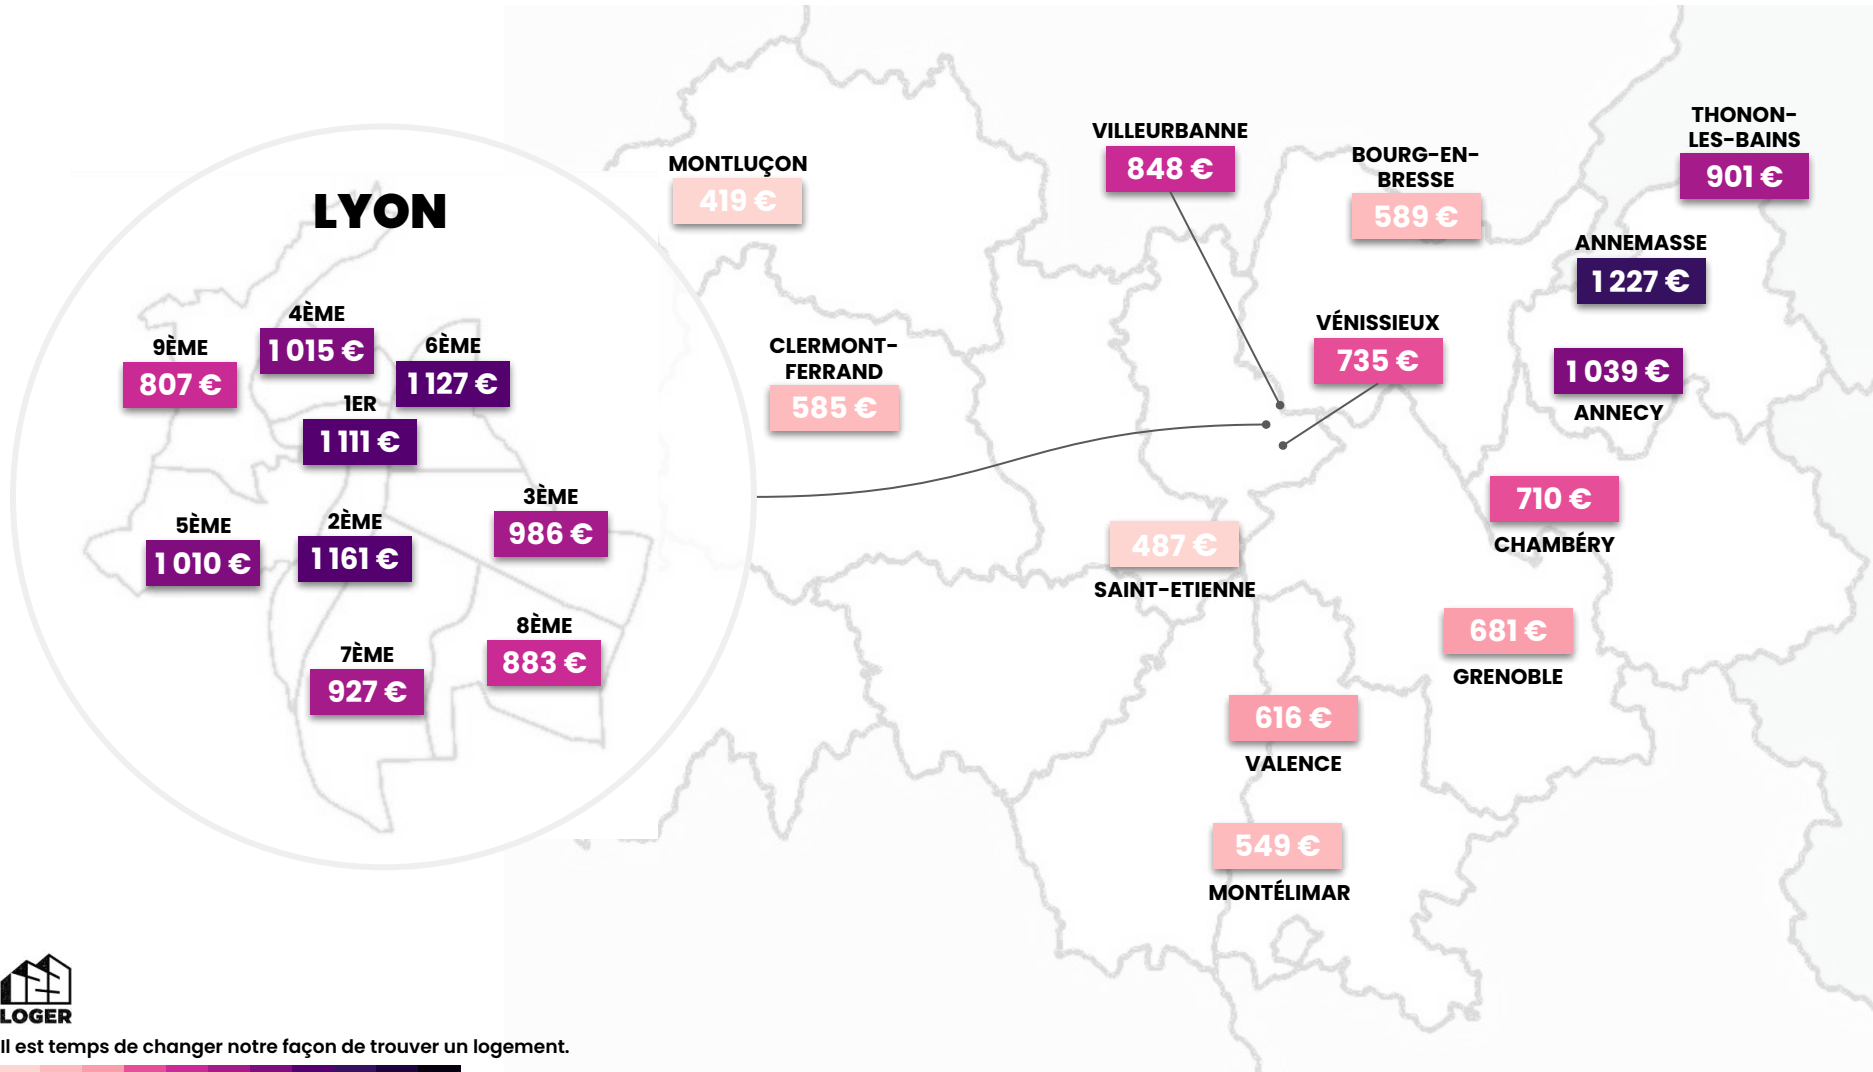 LYON
4ÈME
1 015 €
9ÈME
807 €
6ÈME
1 127 €
1ER
1 111 €
3ÈME
986 €
5ÈME
1 010 €
2ÈME
1 161 €
8ÈME
883 €
7ÈME
927 €
MONTLUÇON
419 €
CLERMONT-
FERRAND
585 €
VILLEURBANNE
848 €
BOURG-EN-
BRESSE
589 €
THONON-
LES-BAINS
901 €
ANNEMASSE
1 227 €
VÉNISSIEUX
735 €
1 039 €
ANNECY
710 €
CHAMBÉRY
487 €
SAINT-ETIENNE
681 €
GRENOBLE
616 €
VALENCE
549 €
MONTÉLIMAR
123
LOGER
Il est temps de changer notre façon de trouver un logement.